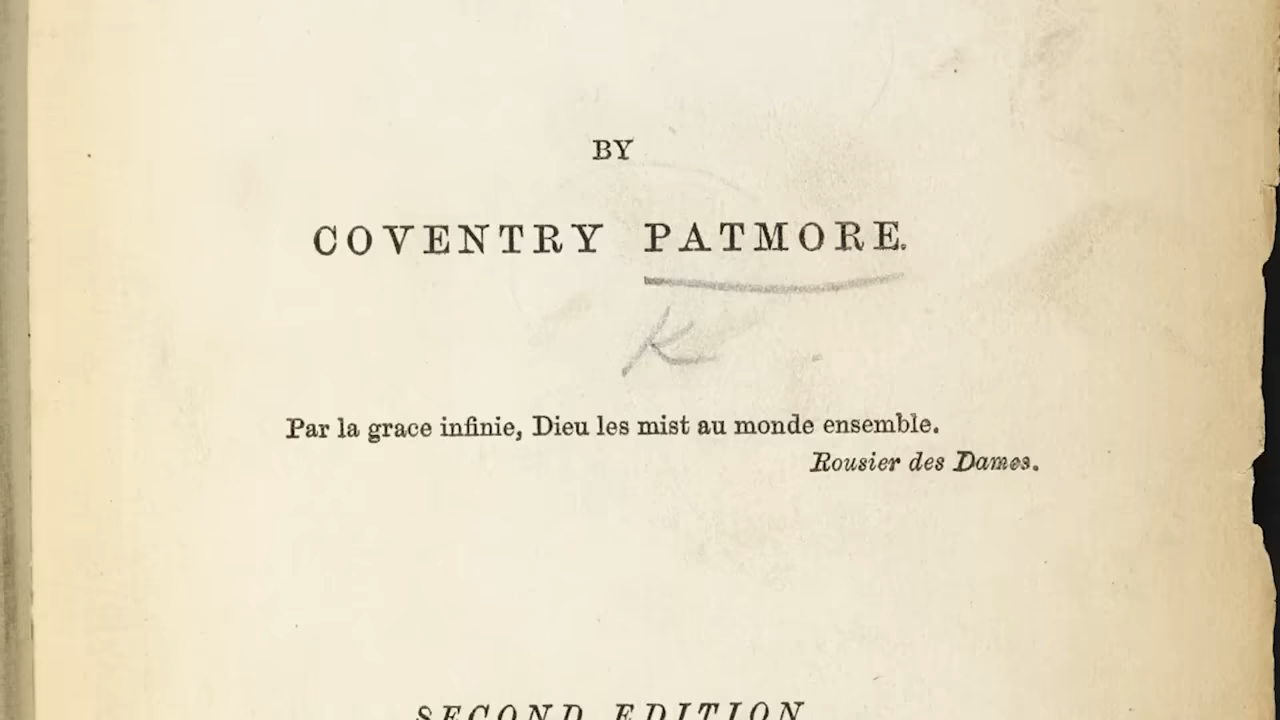 BY
COVENTRY PATMORE.
K
Par la grace infinie, Dieu les mist au monde ensemble.
Rousier des Dames.
SECOND EDITION